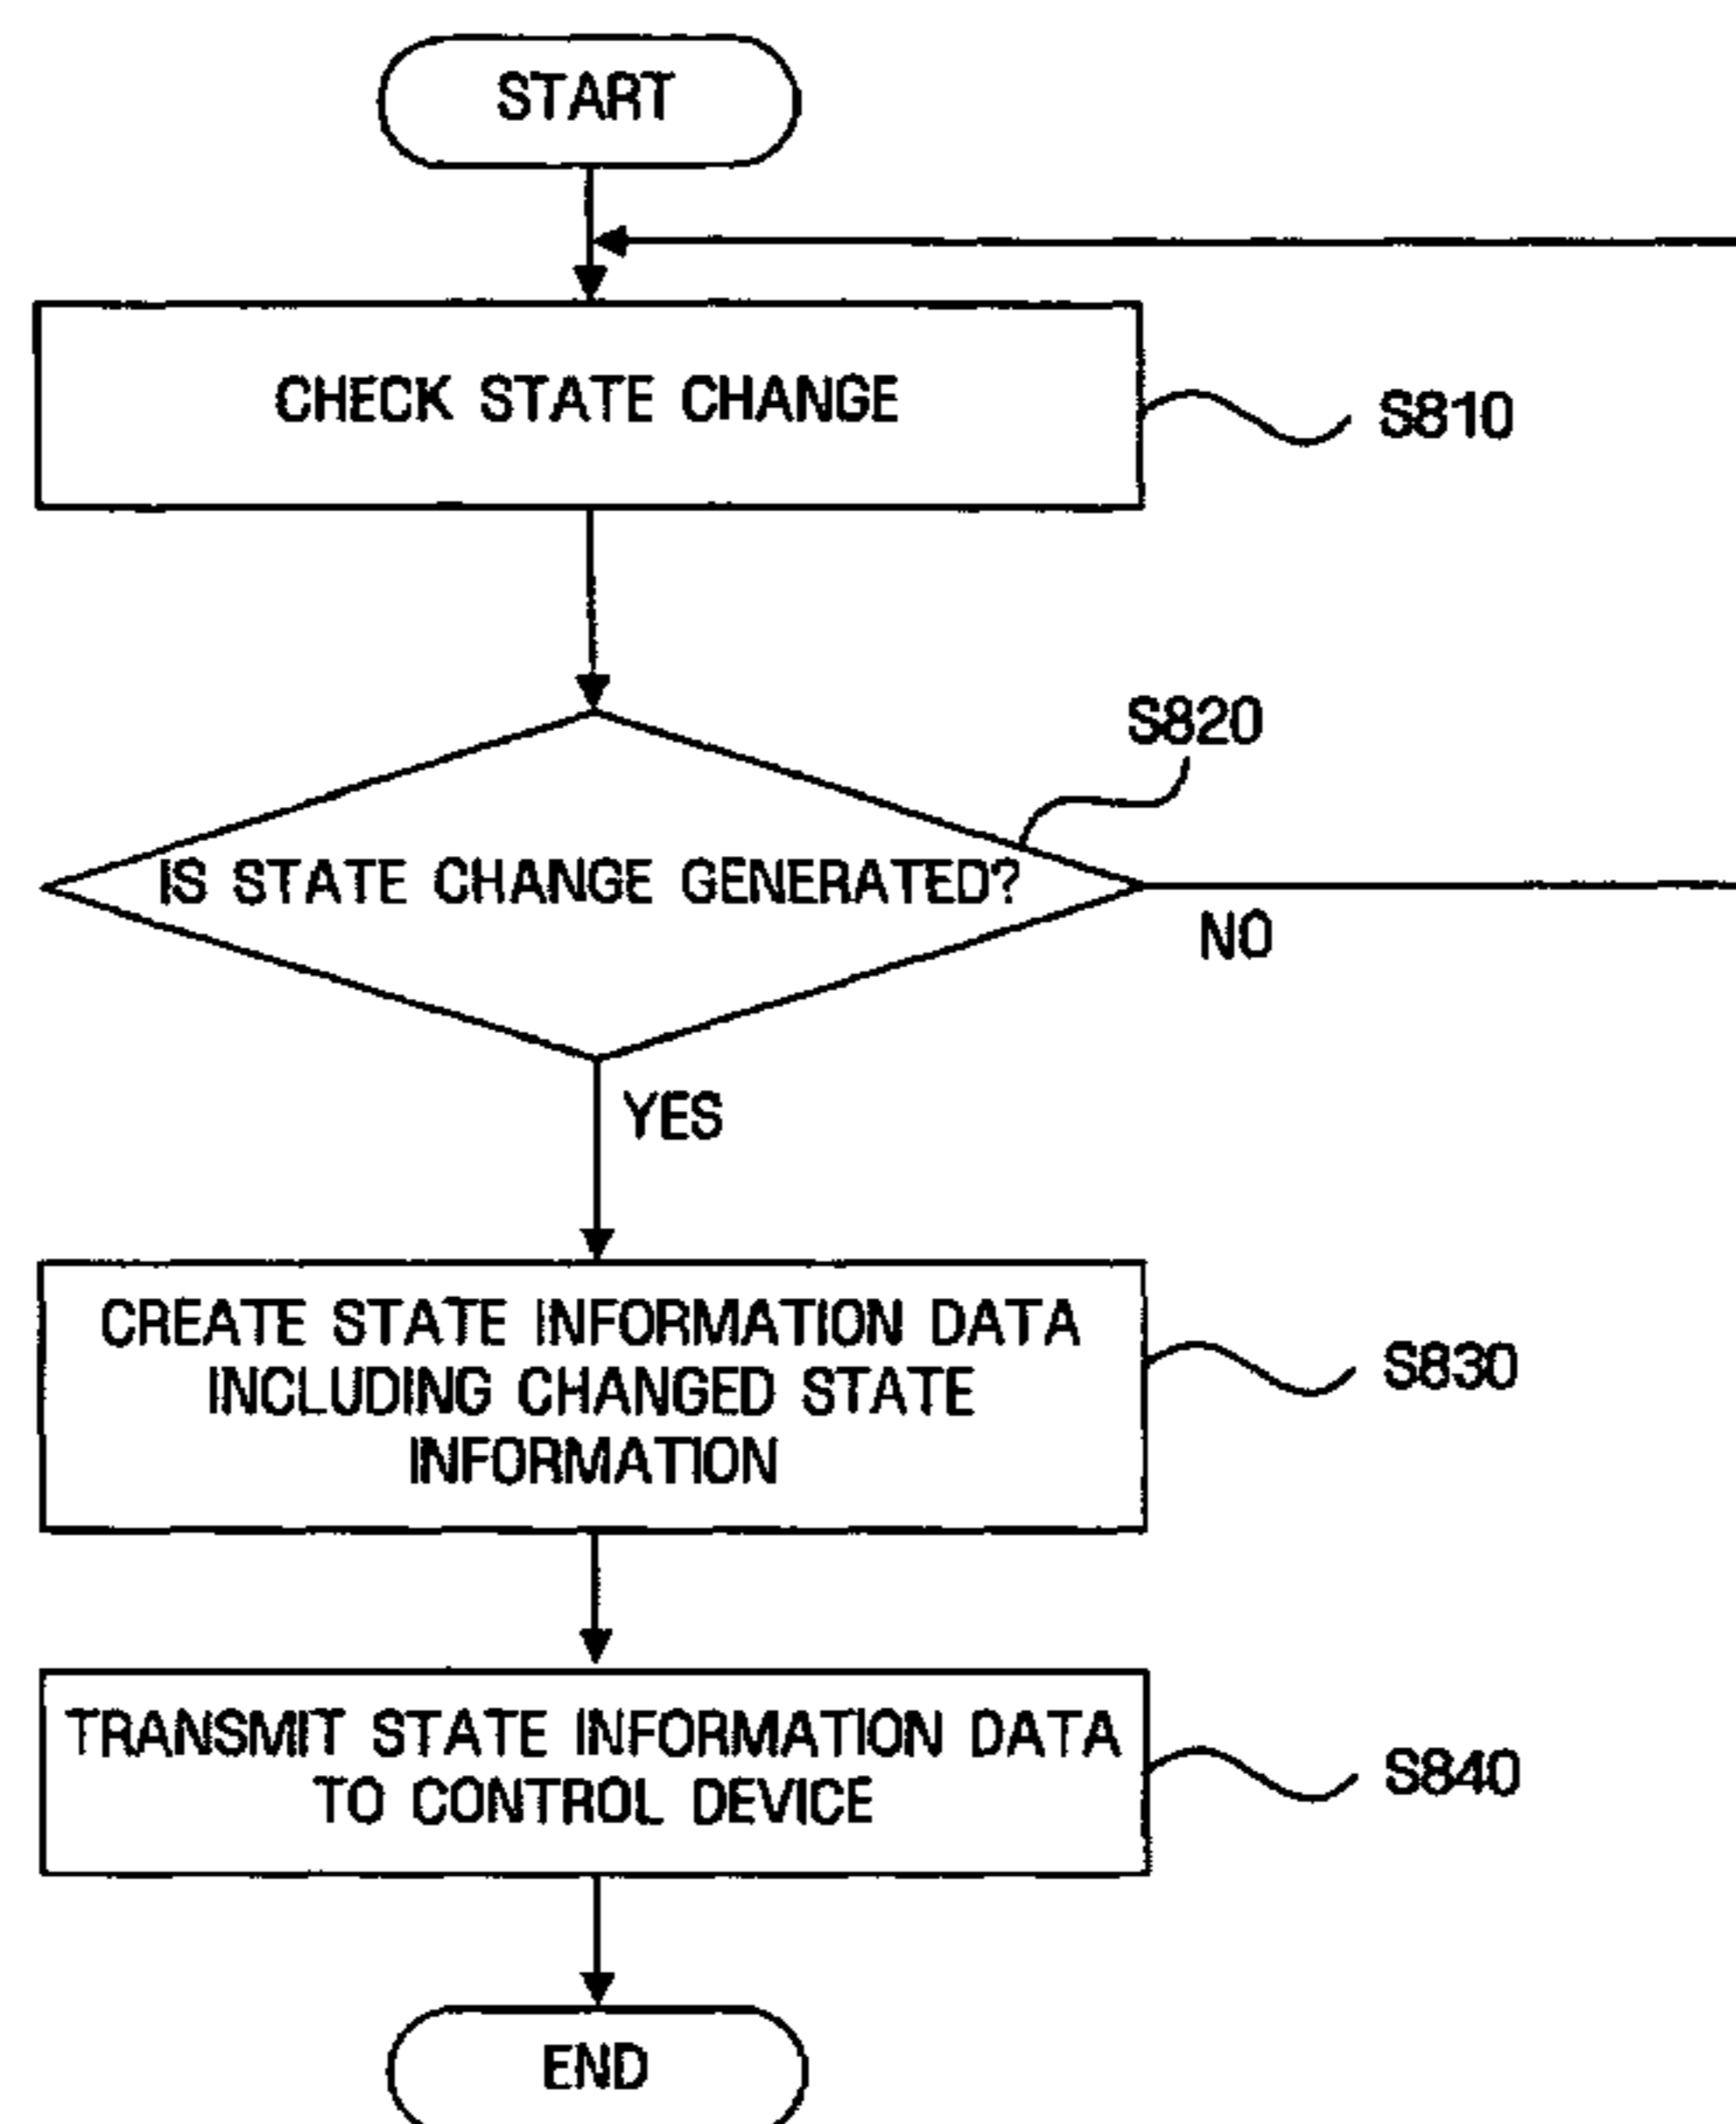 START
CHECK STATE CHANGE
S810
S820
IS STATE CHANGE GENERATED?
NO
YES
CREATE STATE INFORMATION DATA
INCLUDING CHANGED STATE
INFORMATION
S830
TRANSMIT STATE INFORMATION DATA
TO CONTROL DEVICE
S840
END